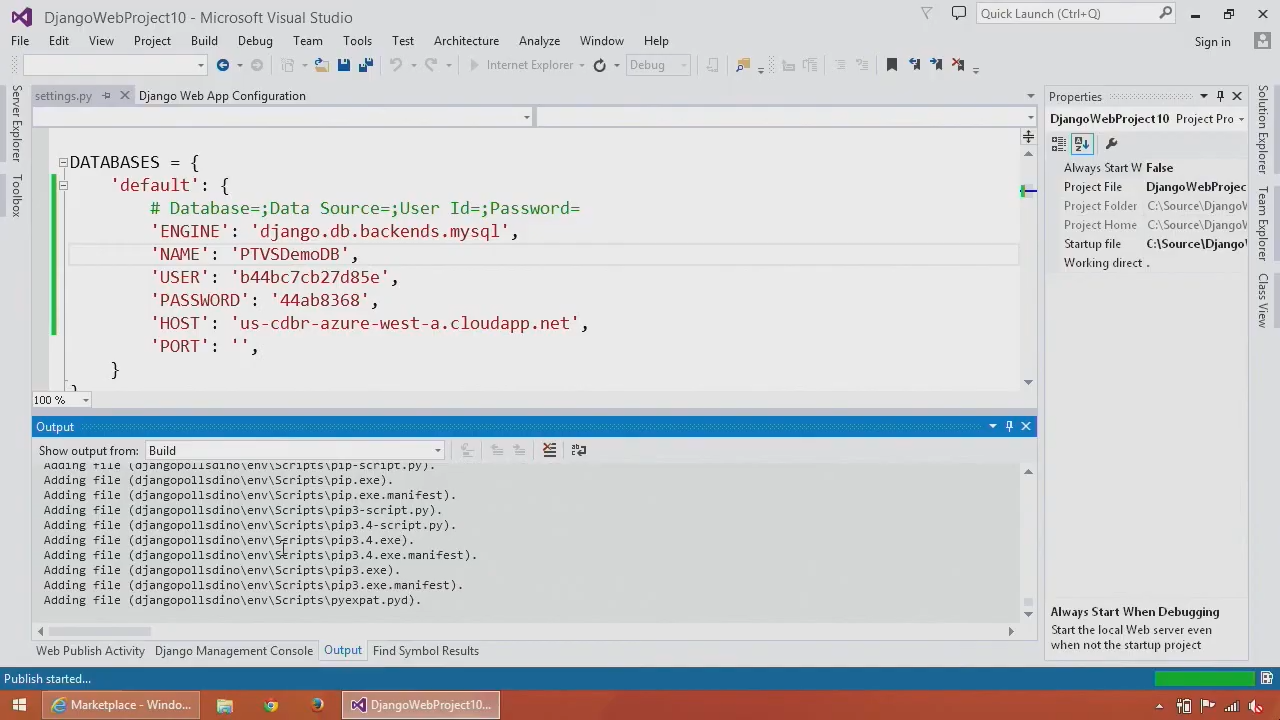 DjangoWebProject10 - Microsoft Visual Studio
Quick Launch (Ctrl+Q)
File Edit View Project Build Debug Team Tools Test Architecture Analyze Window Help
Sign in
Internet Explorer
Debug
Server Explorer
Toolbox
settings.py
Django Web App Configuration
DATABASES = {
'default': {
# Database=;Data Source=;User Id=;Password=
'ENGINE': 'django.db.backends.mysql',
'NAME': 'PTVSDemoDB',
'USER': 'b44bc7cb27d85e',
'PASSWORD': '44ab8368',
'HOST': 'us-cdbr-azure-west-a.cloudapp.net',
'PORT': '',
}
100 %
Output
Show output from: Build
Adding file (djangopollsdino\env\Scripts\pip-script.py).
Adding file (djangopollsdino\env\Scripts\pip.exe).
Adding file (djangopollsdino\env\Scripts\pip.exe.manifest).
Adding file (djangopollsdino\env\Scripts\pip3-script.py).
Adding file (djangopollsdino\env\Scripts\pip3.4-script.py).
Adding file (djangopollsdino\env\Scripts\pip3.4.exe).
Adding file (djangopollsdino\env\Scripts\pip3.4.exe.manifest).
Adding file (djangopollsdino\env\Scripts\pip3.exe).
Adding file (djangopollsdino\env\Scripts\pip3.exe.manifest).
Adding file (djangopollsdino\env\Scripts\pyexpat.pyd).
Web Publish Activity Django Management Console Output Find Symbol Results
Properties
DjangoWebProject10 Project Pro
Always Start W False
Project File DjangoWebProjec
Project Folder C:\Source\Django
Project Home C:\Source\Django
Startup file C:\Source\Django
Working direct .
Always Start When Debugging
Start the local Web server even
when not the startup project
Solution Explorer
Team Explorer
Class View
Publish started...
Marketplace - Windo...
DjangoWebProject10...